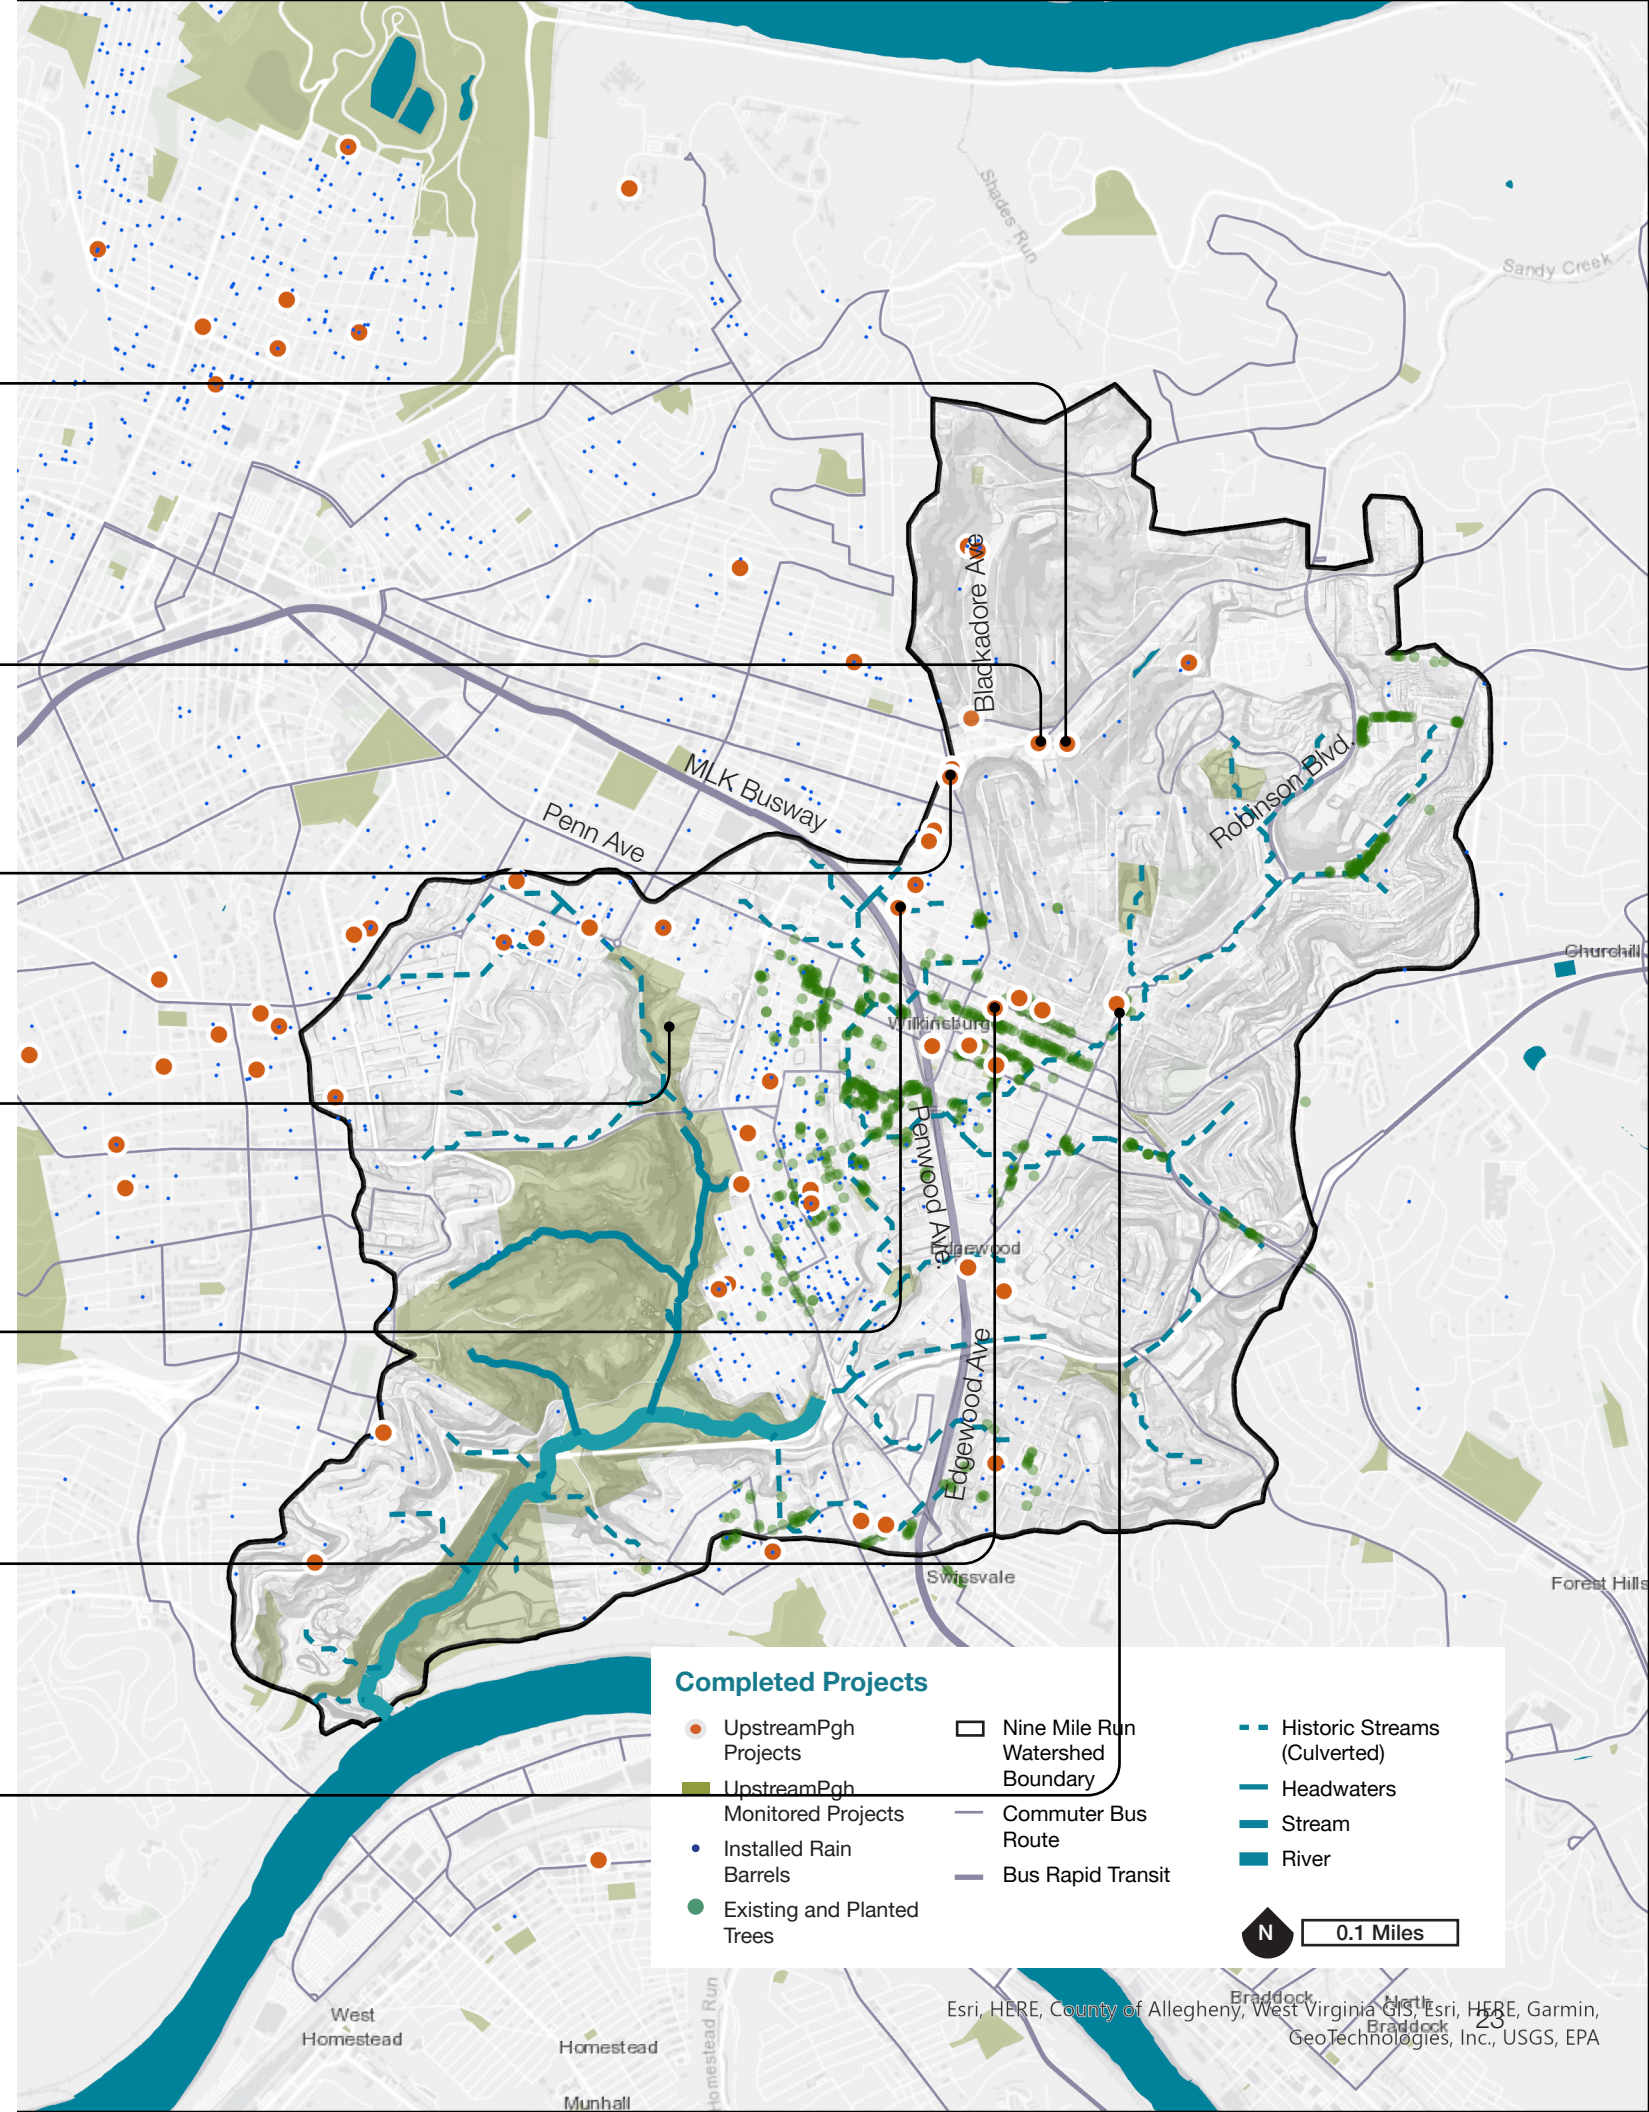 Shades Run
Sandy Creek
Blackadore Ave
MLK Busway
Penn Ave
Robinson Blvd.
Churchill
Wilkinsburg
Penwood Ave.
Edgewood
Edgewood Ave
Swissvale
Forest Hills
Completed Projects
UpstreamPgh
Projects
UpstreamPgh
Monitored Projects
Installed Rain
Barrels
Existing and Planted
Trees
Nine Mile Run
Watershed
Boundary
Commuter Bus
Route
Bus Rapid Transit
Historic Streams
(Culverted)
Headwaters
Stream
River
N
0.1 Miles
West
Homestead
Homestead
Munhall
Homestead Run
Braddock
North
Braddock
Esri, HERE, County of Allegheny, West Virginia GIS, Esri, HERE, Garmin,
GeoTechnologies, Inc., USGS, EPA
23